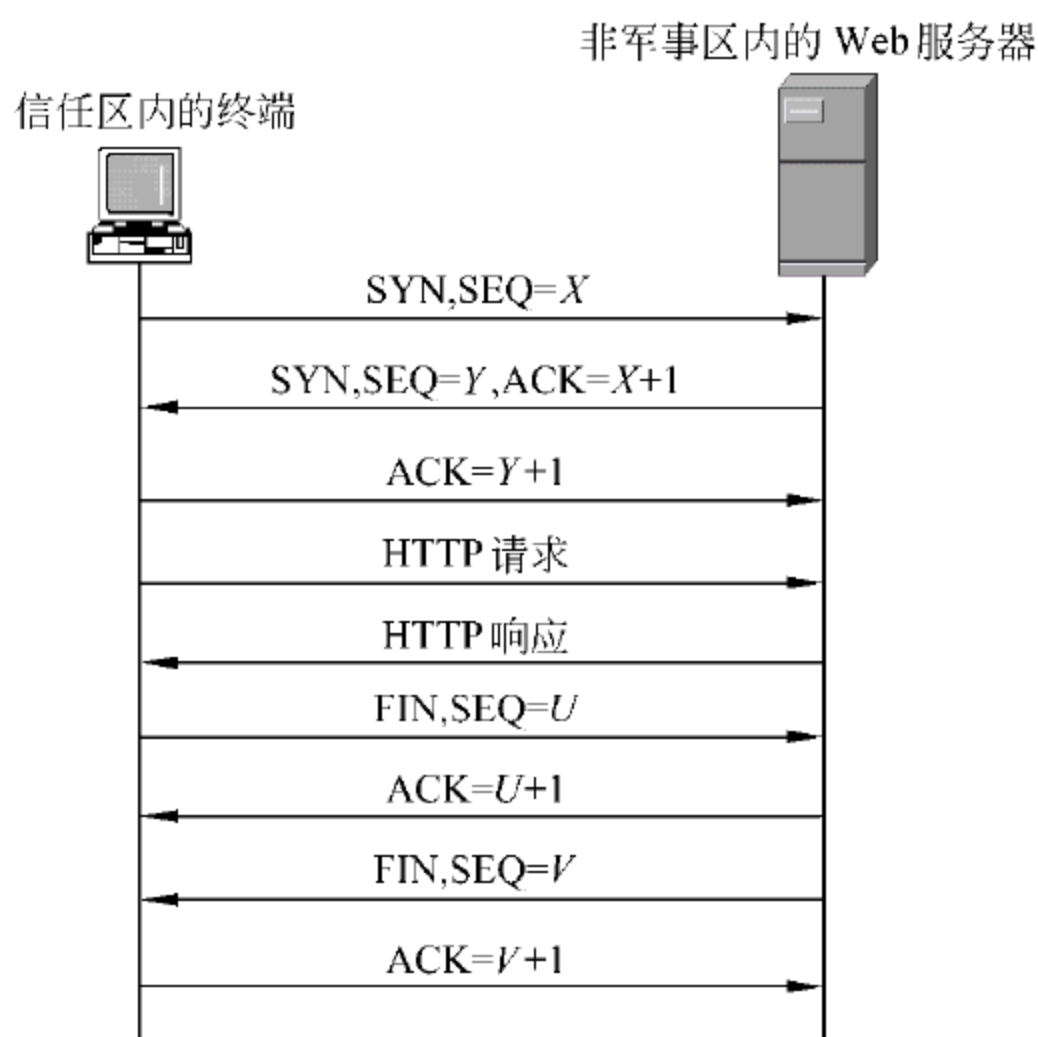 非军事区内的 Web服务器
信任区内的终端
SYN,SEQ=X
SYN,SEQ=Y,ACK=X+1
ACK=Y+1
HTTP 请求
HTTP 响应
FIN,SEQ=U
ACK=U+1
FIN,SEQ=V
ACK=V+1